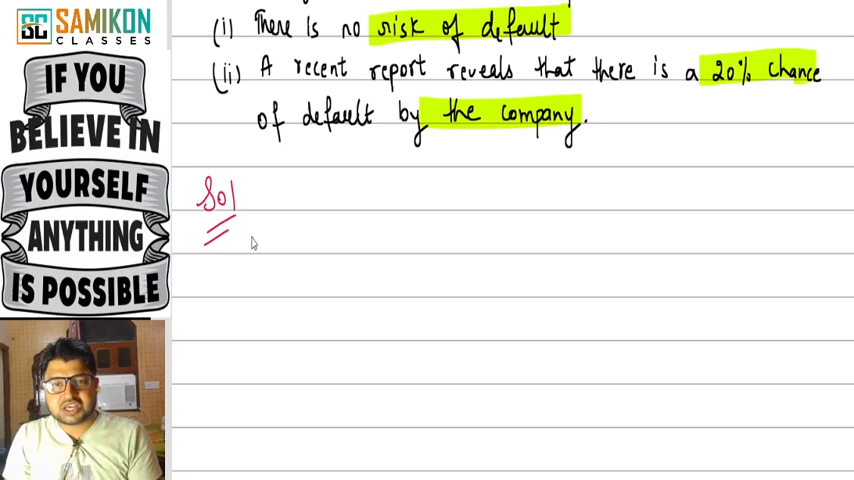 SC SAMIKON
CLASSES
IF YOU
BELIEVE IN
YOURSELF
ANYTHING
IS POSSIBLE
(i) There is no risk of default
(ii) A recent report reveals that there is a 20% chance
of default by the company.
Sol